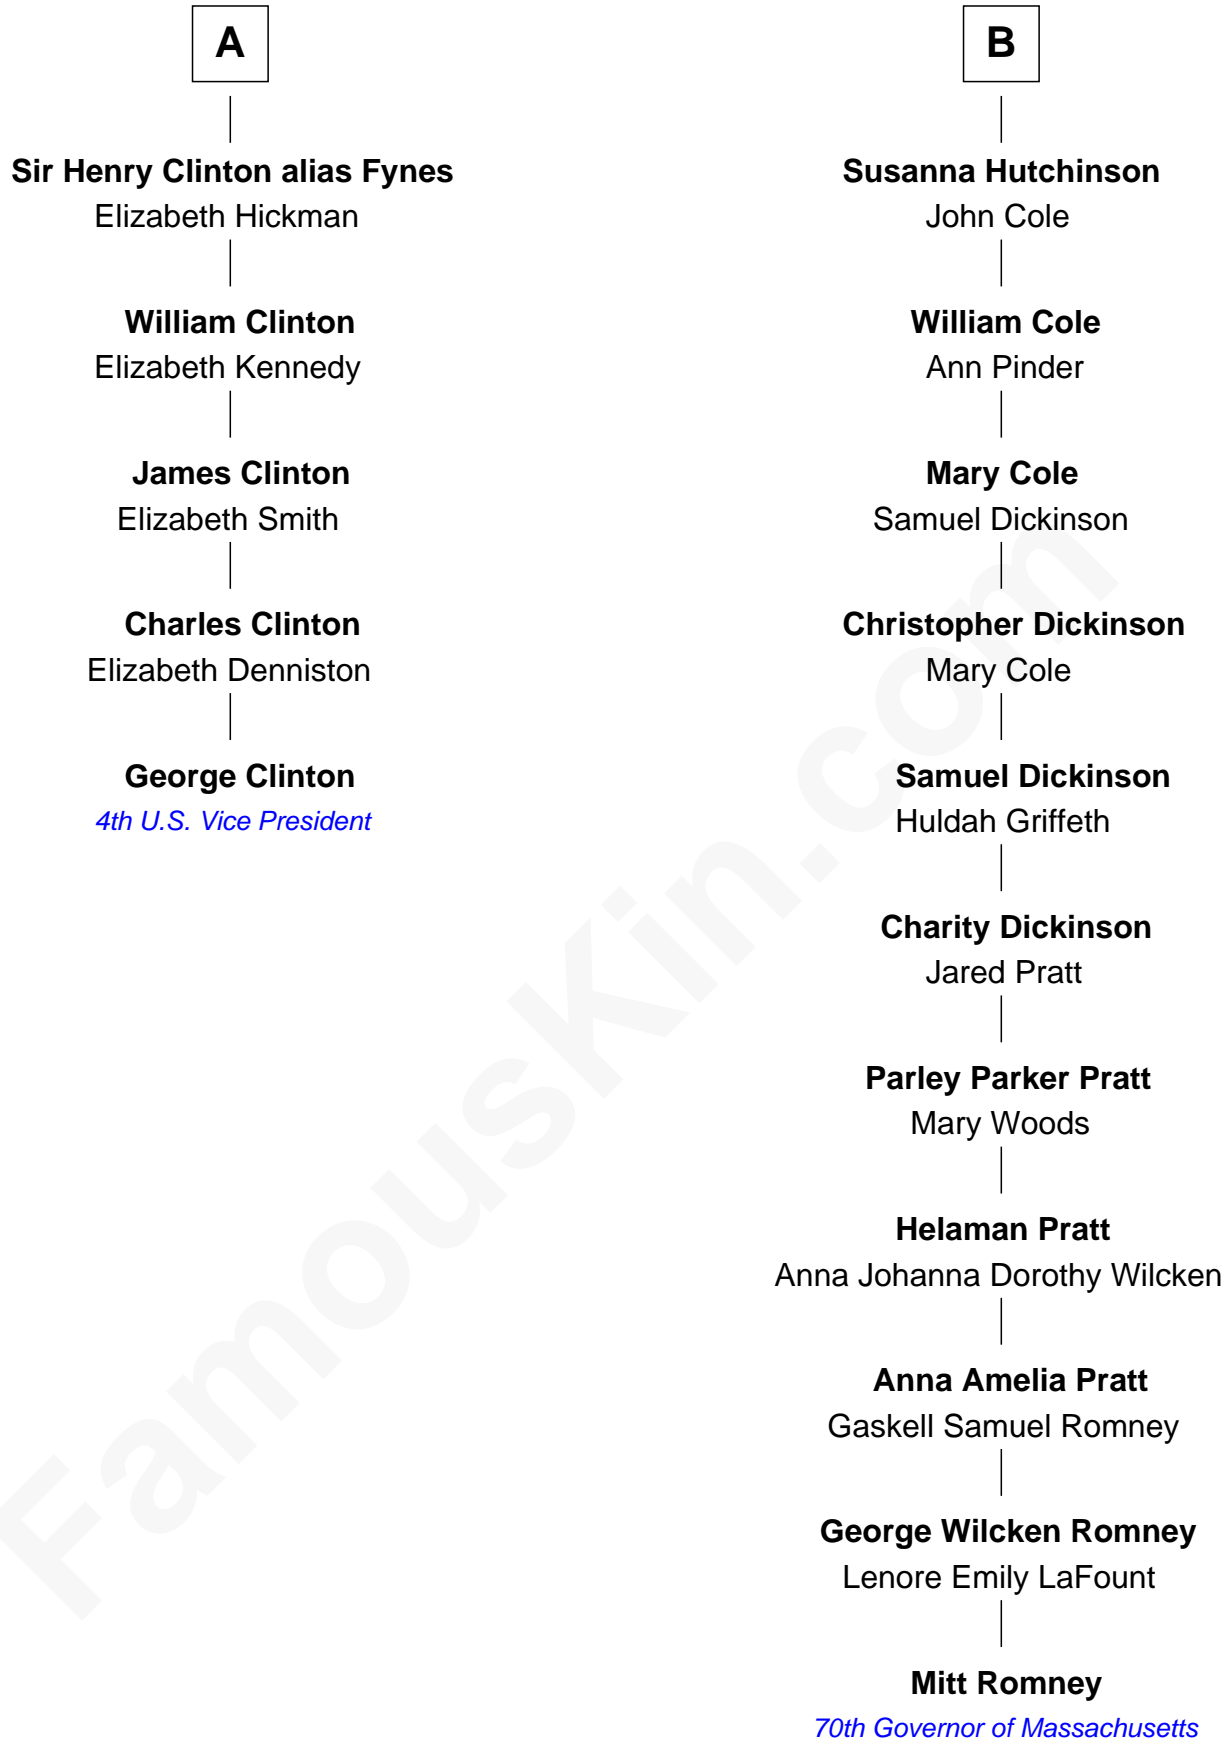 A
Sir Henry Clinton alias Fynes
Elizabeth Hickman
William Clinton
Elizabeth Kennedy
James Clinton
Elizabeth Smith
Charles Clinton
Elizabeth Denniston
George Clinton
4th U.S. Vice President
B
Susanna Hutchinson
John Cole
William Cole
Ann Pinder
Mary Cole
Samuel Dickinson
Christopher Dickinson
Mary Cole
Samuel Dickinson
Huldah Griffeth
Charity Dickinson
Jared Pratt
Parley Parker Pratt
Mary Woods
Helaman Pratt
Anna Johanna Dorothy Wilcken
Anna Amelia Pratt
Gaskell Samuel Romney
George Wilcken Romney
Lenore Emily LaFount
Mitt Romney
70th Governor of Massachusetts
FamousKin.com